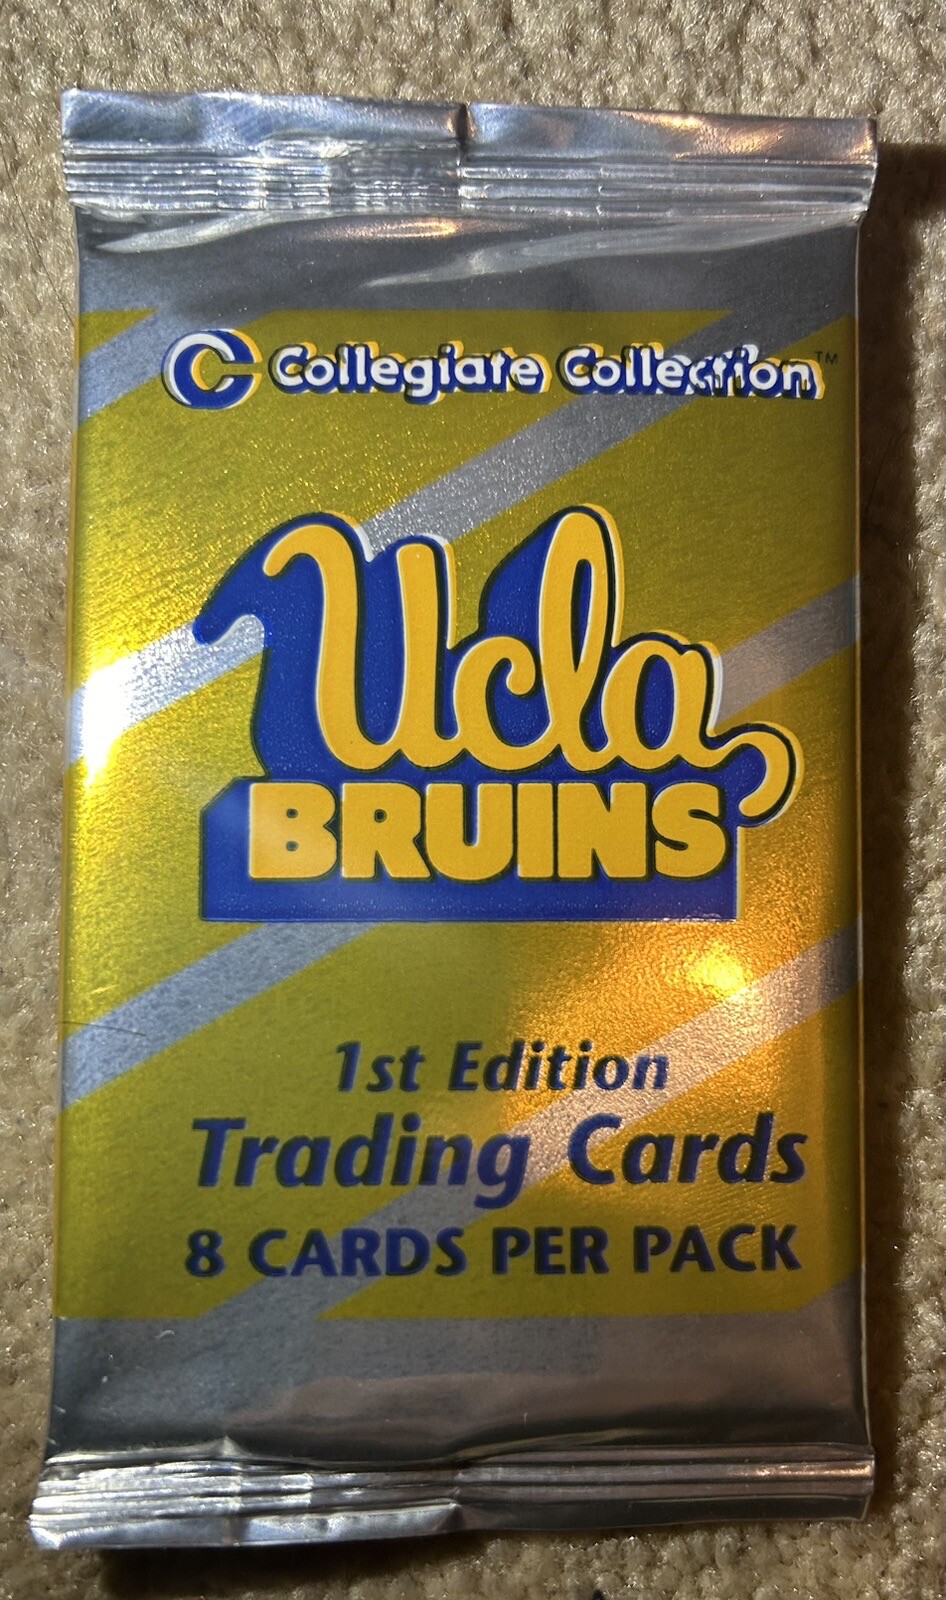 C Collegiate Collection™
Ucla
BRUINS
1st Edition
Trading Cards
8 CARDS PER PACK